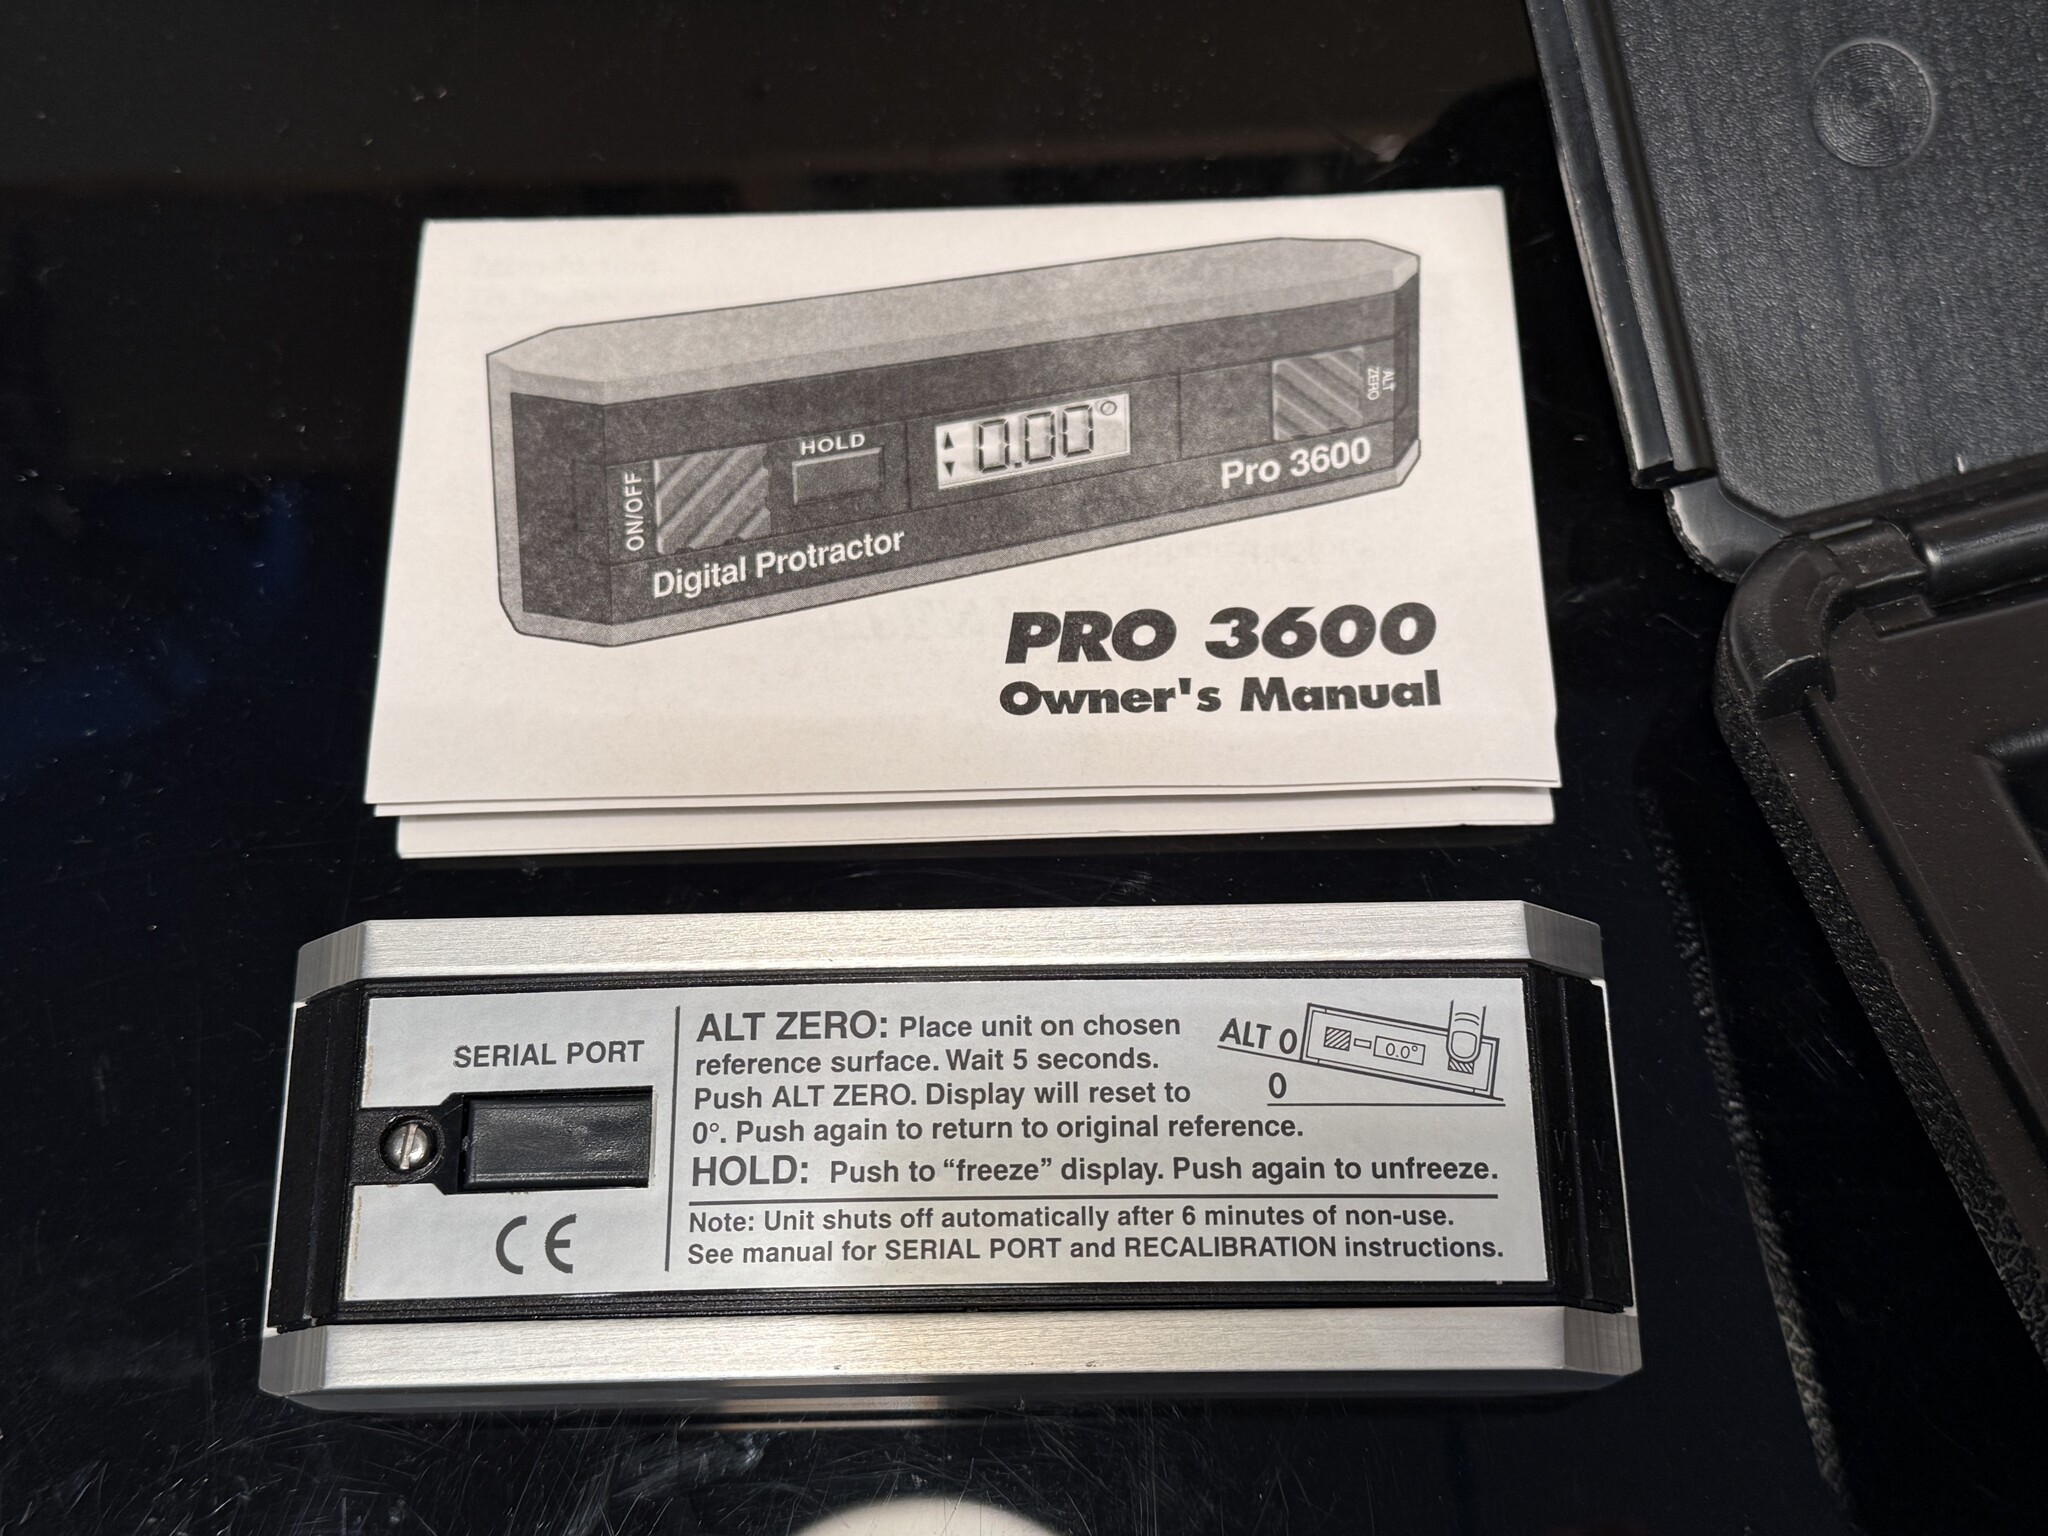 ON/OFF
HOLD
0.00°
ALT
ZERO
Digital Protractor
Pro 3600
PRO 3600
Owner's Manual
SERIAL PORT
CE
ALT ZERO: Place unit on chosen
reference surface. Wait 5 seconds.
Push ALT ZERO. Display will reset to
0°. Push again to return to original reference.
HOLD: Push to “freeze” display. Push again to unfreeze.
Note: Unit shuts off automatically after 6 minutes of non-use.
See manual for SERIAL PORT and RECALIBRATION instructions.
ALT 0
0.0°
0